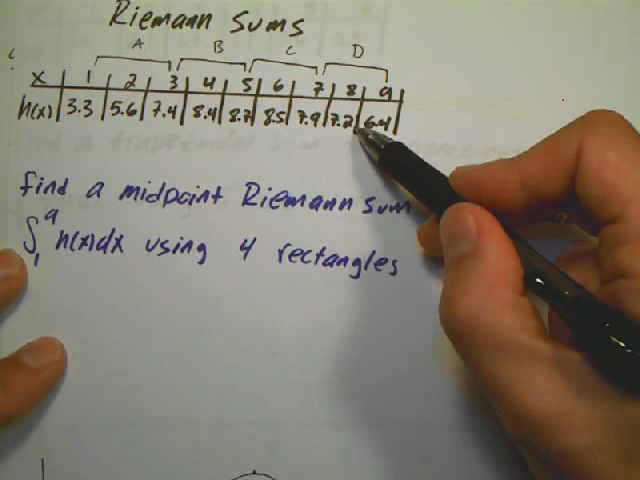 Riemann Sums
A B C D
x 1 2 3 4 5 6 7 8 9
h(x) 3.3 5.6 7.4 8.4 8.7 8.5 7.9 7.2 6.4
find a midpoint Riemann sum
∫₁⁹ h(x)dx using 4 rectangles